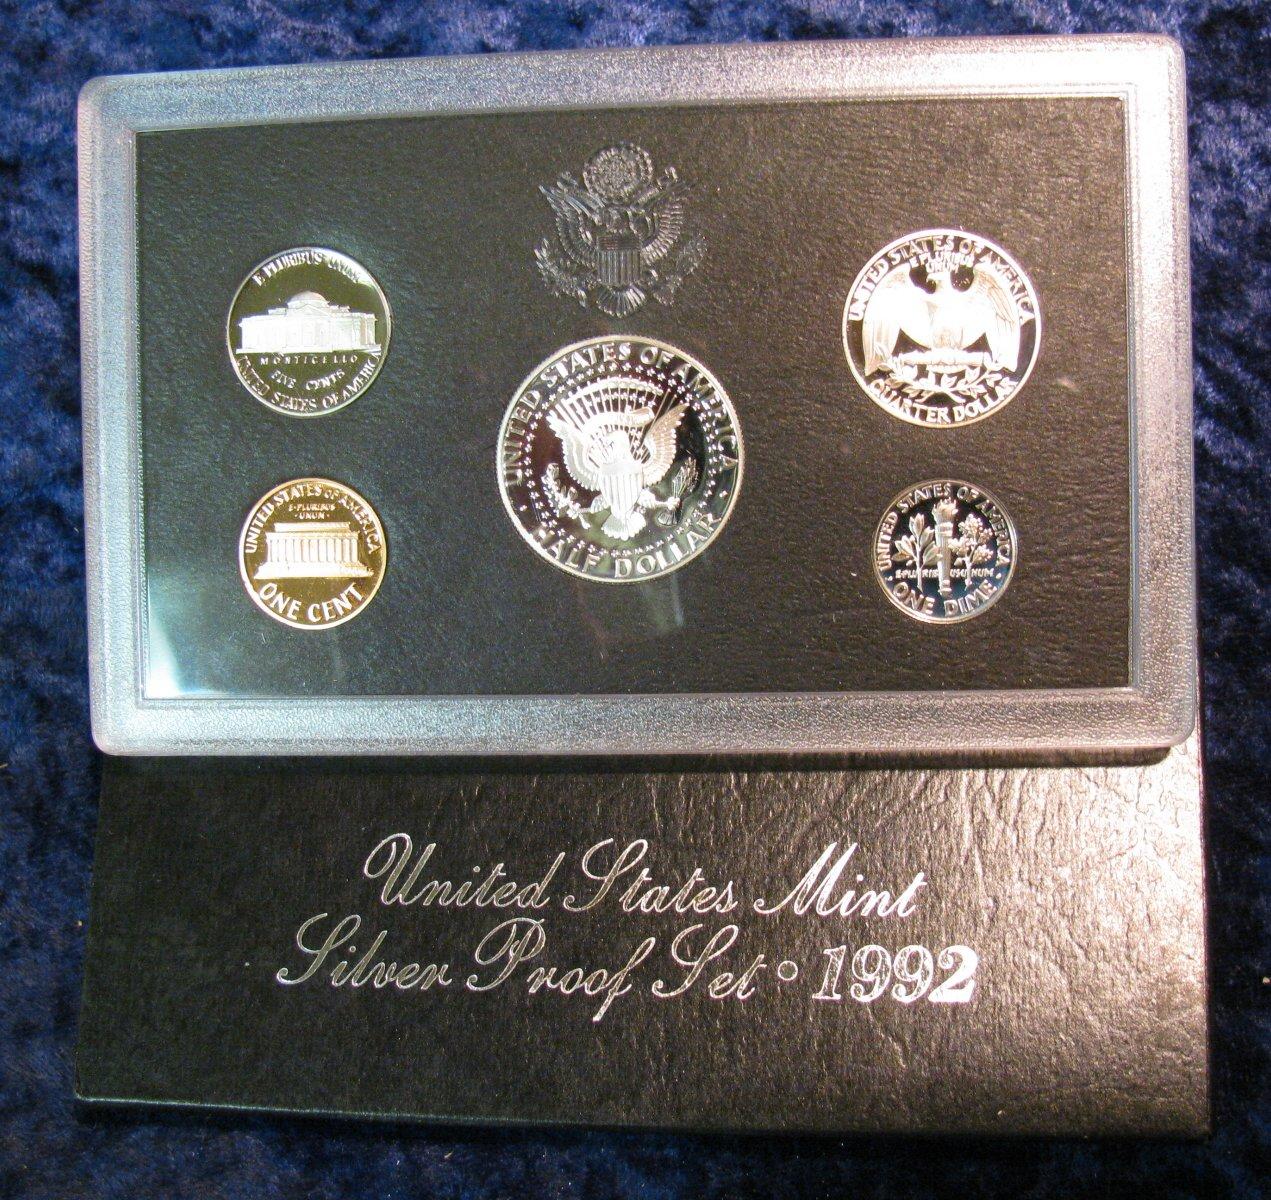 E PLURIBUS UNUM
MONTICELLO
FIVE CENTS
UNITED STATES OF AMERICA
UNITED STATES OF AMERICA
E PLURIBUS
UNUM
QUARTER DOLLAR
UNITED STATES OF AMERICA
HALF DOLLAR
UNITED STATES OF AMERICA
E·PLURIBUS
·UNUM·
ONE CENT
UNITED STATES OF AMERICA
E·PLURIBUS UNUM
·ONE DIME·
United States Mint
Silver Proof Set ° 1992